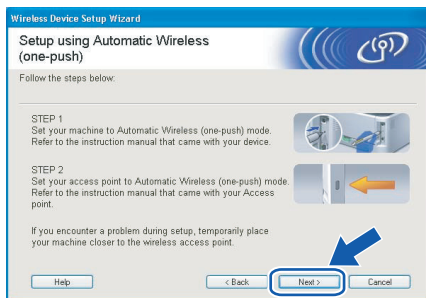 Wireless Device Setup Wizard
Setup using Automatic Wireless
(one-push)
Follow the steps below:
STEP 1
Set your machine to Automatic Wireless (one-push) mode.
Refer to the instruction manual that came with your device.
STEP 2
Set your access point to Automatic Wireless (one-push) mode.
Refer to the instruction manual that came with your Access
point.
If you encounter a problem during setup, temporarily place
your machine closer to the wireless access point.
Help < Back Next > Cancel